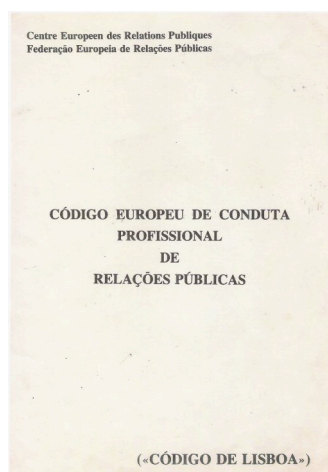 Centre Europeen des Relations Publiques
Federação Europeia de Relações Públicas
CÓDIGO EUROPEU DE CONDUTA
PROFISSIONAL
DE
RELAÇÕES PÚBLICAS
(«CÓDIGO DE LISBOA»)